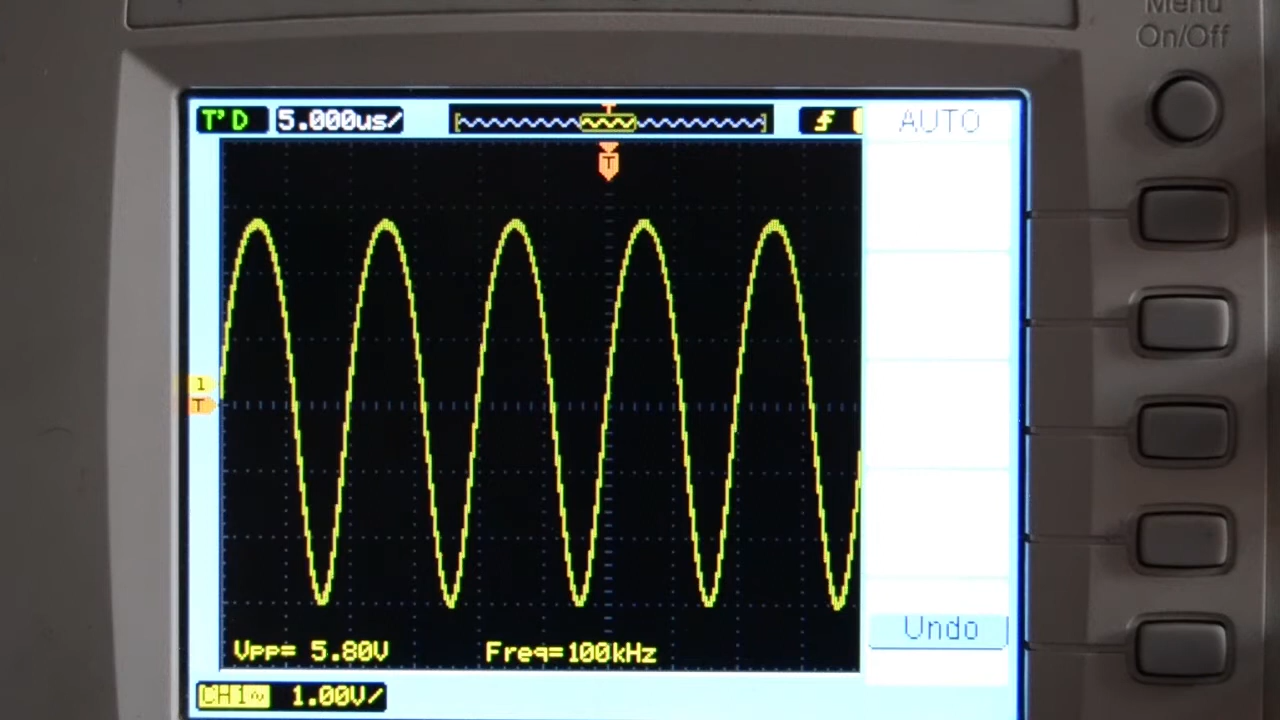 Menu
On/Off
T'D 5.000us/ T AUTO
T
1
T
Vpp= 5.80V Freq=100kHz
Undo
CH1~ 1.00V/